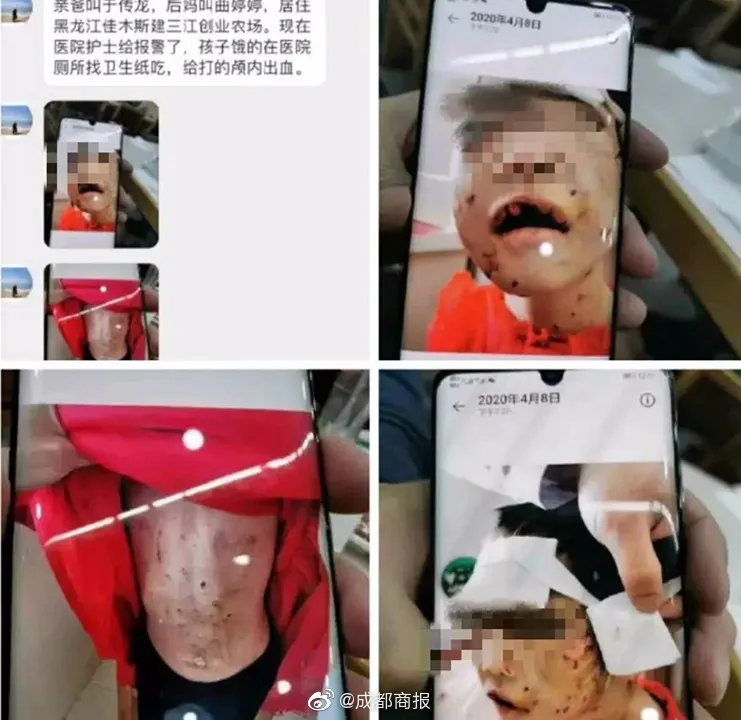 亲爸叫于传龙，后妈叫曲婷婷，居住
黑龙江佳木斯建三江创业农场。现在
医院护士给报警了，孩子饿的在医院
厕所找卫生纸吃，给打的颅内出血。
2020年4月8日
2020年4月8日
@成都商报